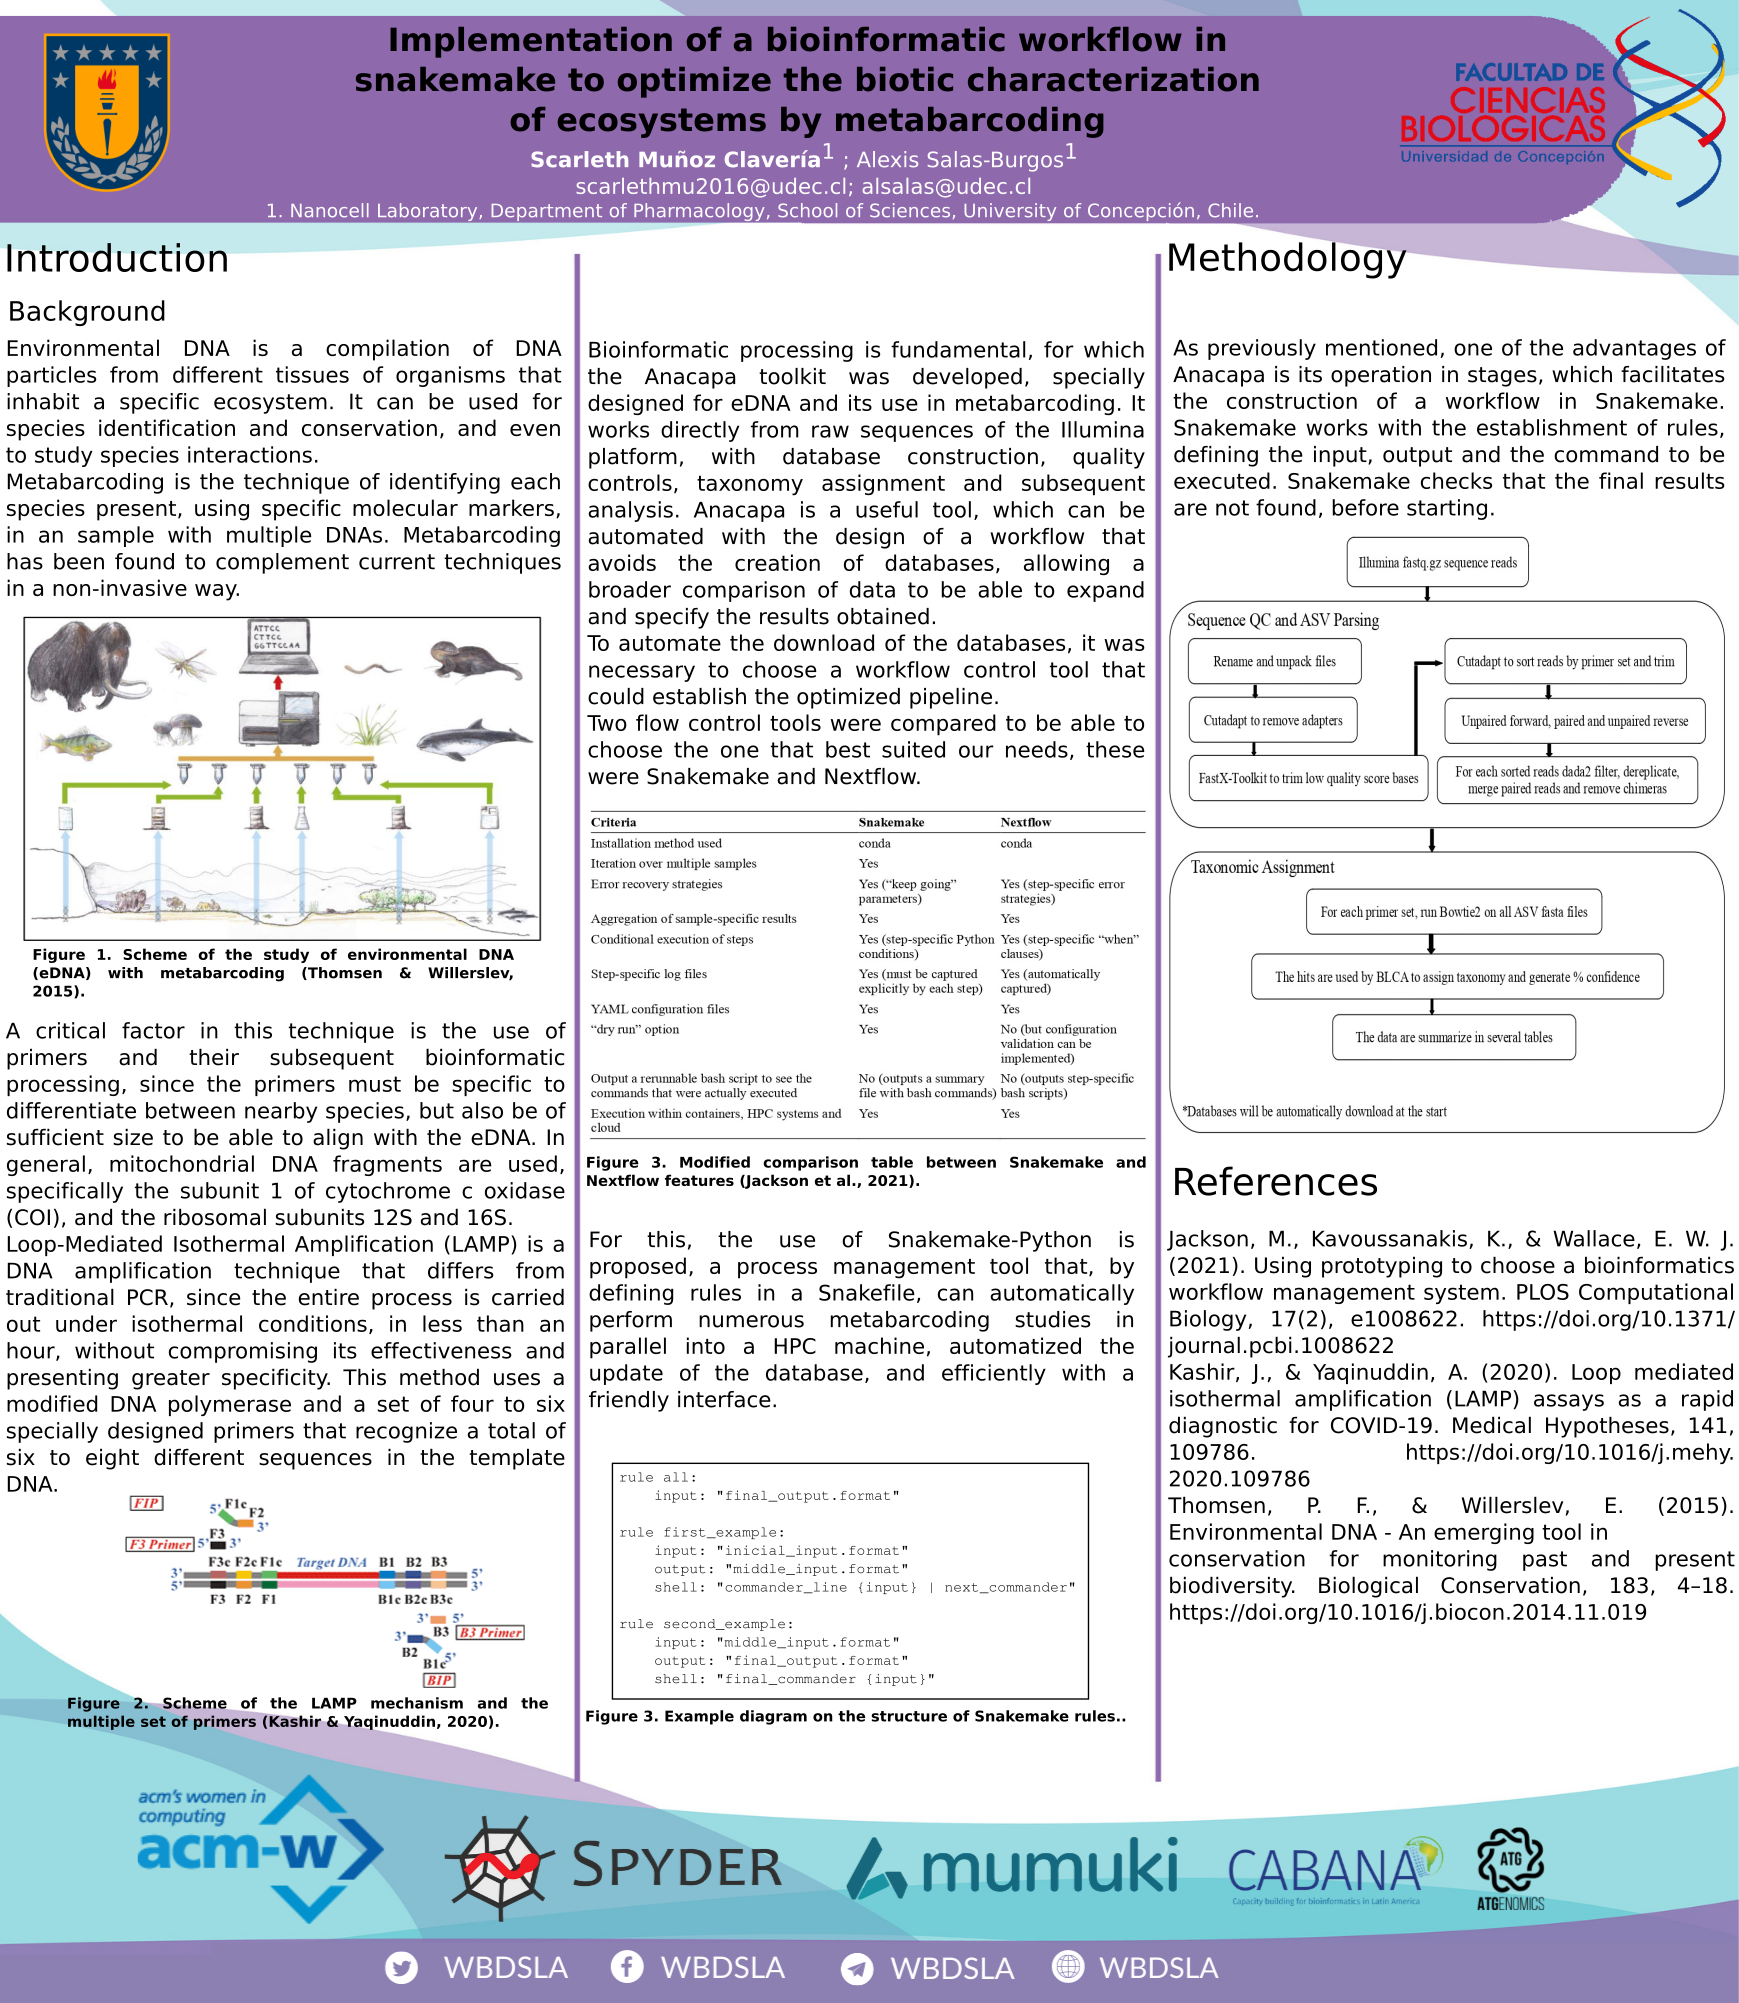 Implementation of a bioinformatic workflow in
snakemake to optimize the biotic characterization
of ecosystems by metabarcoding
Scarleth Muñoz Clavería1 ; Alexis Salas-Burgos1
scarlethmu2016@udec.cl; alsalas@udec.cl
1. Nanocell Laboratory, Department of Pharmacology, School of Sciences, University of Concepción, Chile.
FACULTAD DE
CIENCIAS
BIOLOGICAS
Universidad de Concepción
Introduction
Background
Environmental DNA is a compilation of DNA
particles from different tissues of organisms that
inhabit a specific ecosystem. It can be used for
species identification and conservation, and even
to study species interactions.
Metabarcoding is the technique of identifying each
species present, using specific molecular markers,
in an sample with multiple DNAs. Metabarcoding
has been found to complement current techniques
in a non-invasive way.
ATTCC
CTTCC
GGTTCCAA
Figure 1. Scheme of the study of environmental DNA
(eDNA) with metabarcoding (Thomsen & Willerslev,
2015).
A critical factor in this technique is the use of
primers and their subsequent bioinformatic
processing, since the primers must be specific to
differentiate between nearby species, but also be of
sufficient size to be able to align with the eDNA. In
general, mitochondrial DNA fragments are used,
specifically the subunit 1 of cytochrome c oxidase
(COI), and the ribosomal subunits 12S and 16S.
Loop-Mediated Isothermal Amplification (LAMP) is a
DNA amplification technique that differs from
traditional PCR, since the entire process is carried
out under isothermal conditions, in less than an
hour, without compromising its effectiveness and
presenting greater specificity. This method uses a
modified DNA polymerase and a set of four to six
specially designed primers that recognize a total of
six to eight different sequences in the template
DNA.
FIP
5' F1c
F2
3'
F3
F3 Primer 5' 3'
F3c F2c F1c Target DNA B1 B2 B3
3' 5'
5' 3'
F3 F2 F1 B1c B2c B3c
3' 5'
3' B3 B3 Primer
B2
B1c 5'
BIP
Figure 2. Scheme of the LAMP mechanism and the
multiple set of primers (Kashir & Yaqinuddin, 2020).
Bioinformatic processing is fundamental, for which
the Anacapa toolkit was developed, specially
designed for eDNA and its use in metabarcoding. It
works directly from raw sequences of the Illumina
platform, with database construction, quality
controls, taxonomy assignment and subsequent
analysis. Anacapa is a useful tool, which can be
automated with the design of a workflow that
avoids the creation of databases, allowing a
broader comparison of data to be able to expand
and specify the results obtained.
To automate the download of the databases, it was
necessary to choose a workflow control tool that
could establish the optimized pipeline.
Two flow control tools were compared to be able to
choose the one that best suited our needs, these
were Snakemake and Nextflow.
Criteria Snakemake Nextflow
Installation method used conda conda
Iteration over multiple samples Yes
Error recovery strategies Yes (“keep going” Yes (step-specific error
parameters) strategies)
Aggregation of sample-specific results Yes Yes
Conditional execution of steps Yes (step-specific Python Yes (step-specific “when”
conditions) clauses)
Step-specific log files Yes (must be captured Yes (automatically
explicitly by each step) captured)
YAML configuration files Yes Yes
“dry run” option Yes No (but configuration
validation can be
implemented)
Output a rerunnable bash script to see the No (outputs a summary No (outputs step-specific
commands that were actually executed file with bash commands) bash scripts)
Execution within containers, HPC systems and Yes Yes
cloud
Figure 3. Modified comparison table between Snakemake and
Nextflow features (Jackson et al., 2021).
For this, the use of Snakemake-Python is
proposed, a process management tool that, by
defining rules in a Snakefile, can automatically
perform numerous metabarcoding studies in
parallel into a HPC machine, automatized the
update of the database, and efficiently with a
friendly interface.
rule all:
input: "final_output.format"
rule first_example:
input: "inicial_input.format"
output: "middle_input.format"
shell: "commander_line {input} | next_commander"
rule second_example:
input: "middle_input.format"
output: "final_output.format"
shell: "final_commander {input}"
Figure 3. Example diagram on the structure of Snakemake rules..
Methodology
As previously mentioned, one of the advantages of
Anacapa is its operation in stages, which facilitates
the construction of a workflow in Snakemake.
Snakemake works with the establishment of rules,
defining the input, output and the command to be
executed. Snakemake checks that the final results
are not found, before starting.
Illumina fastq.gz sequence reads
Sequence QC and ASV Parsing
Rename and unpack files
Cutadapt to remove adapters
FastX-Toolkit to trim low quality score bases
Cutadapt to sort reads by primer set and trim
Unpaired forward, paired and unpaired reverse
For each sorted reads dada2 filter, dereplicate,
merge paired reads and remove chimeras
Taxonomic Assignment
For each primer set, run Bowtie2 on all ASV fasta files
The hits are used by BLCA to assign taxonomy and generate % confidence
The data are summarize in several tables
*Databases will be automatically download at the start
References
Jackson, M., Kavoussanakis, K., & Wallace, E. W. J.
(2021). Using prototyping to choose a bioinformatics
workflow management system. PLOS Computational
Biology, 17(2), e1008622. https://doi.org/10.1371/
journal.pcbi.1008622
Kashir, J., & Yaqinuddin, A. (2020). Loop mediated
isothermal amplification (LAMP) assays as a rapid
diagnostic for COVID-19. Medical Hypotheses, 141,
109786. https://doi.org/10.1016/j.mehy.
2020.109786
Thomsen, P. F., & Willerslev, E. (2015).
Environmental DNA - An emerging tool in
conservation for monitoring past and present
biodiversity. Biological Conservation, 183, 4–18.
https://doi.org/10.1016/j.biocon.2014.11.019
acm's women in
computing
acm-w
SPYDER
mumuki
CABANA
Capacity building for bioinformatics in Latin America
ATG
ATGENOMICS
WBDSLA WBDSLA WBDSLA WBDSLA